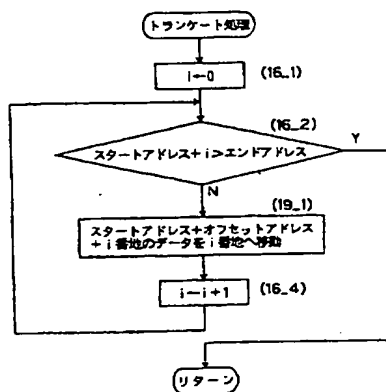 トランケート処理
i←0
(16_1)
(16_2)
Y
スタートアドレス+i>エンドアドレス
N
(19_1)
スタートアドレス+オフセットアドレス
+i番地のデータをi番地へ移動
i←i+1
(16_4)
リターン